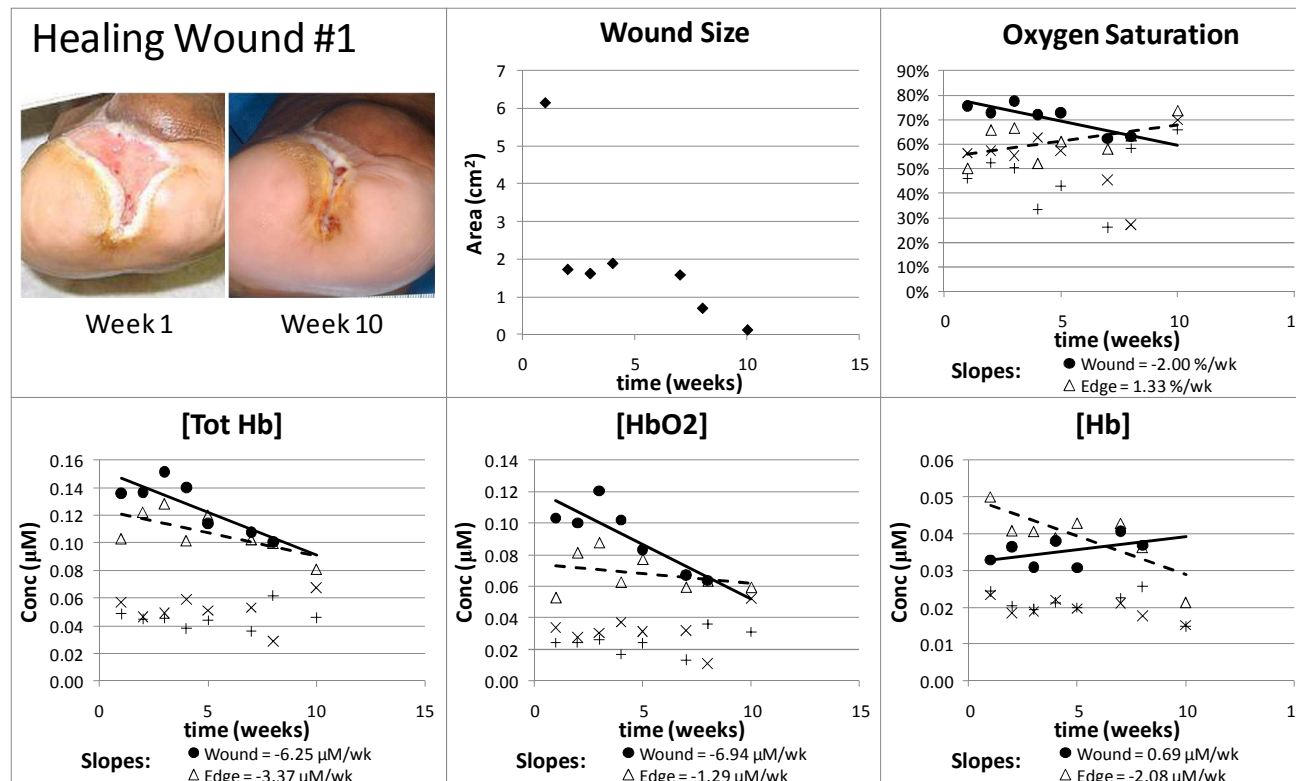 Healing Wound #1
Week 1
Week 10
Wound Size
Area (cm²)
7
6
5
4
3
2
1
0
0
5
10
15
time (weeks)
Oxygen Saturation
90%
80%
70%
60%
50%
40%
30%
20%
10%
0%
0
5
10
1
time (weeks)
Slopes:
● Wound = -2.00 %/wk
△ Edge = 1.33 %/wk
[Tot Hb]
Conc (µM)
0.16
0.14
0.12
0.10
0.08
0.06
0.04
0.02
0.00
0
5
10
15
time (weeks)
Slopes:
● Wound = -6.25 µM/wk
△ Edge = -3.37 µM/wk
[HbO2]
Conc (µM)
0.14
0.12
0.10
0.08
0.06
0.04
0.02
0.00
0
5
10
15
time (weeks)
Slopes:
● Wound = -6.94 µM/wk
△ Edge = -1.29 µM/wk
[Hb]
Conc (µM)
0.06
0.05
0.04
0.03
0.02
0.01
0.00
0
5
10
1
time (weeks)
Slopes:
● Wound = 0.69 µM/wk
△ Edge = -2.08 µM/wk